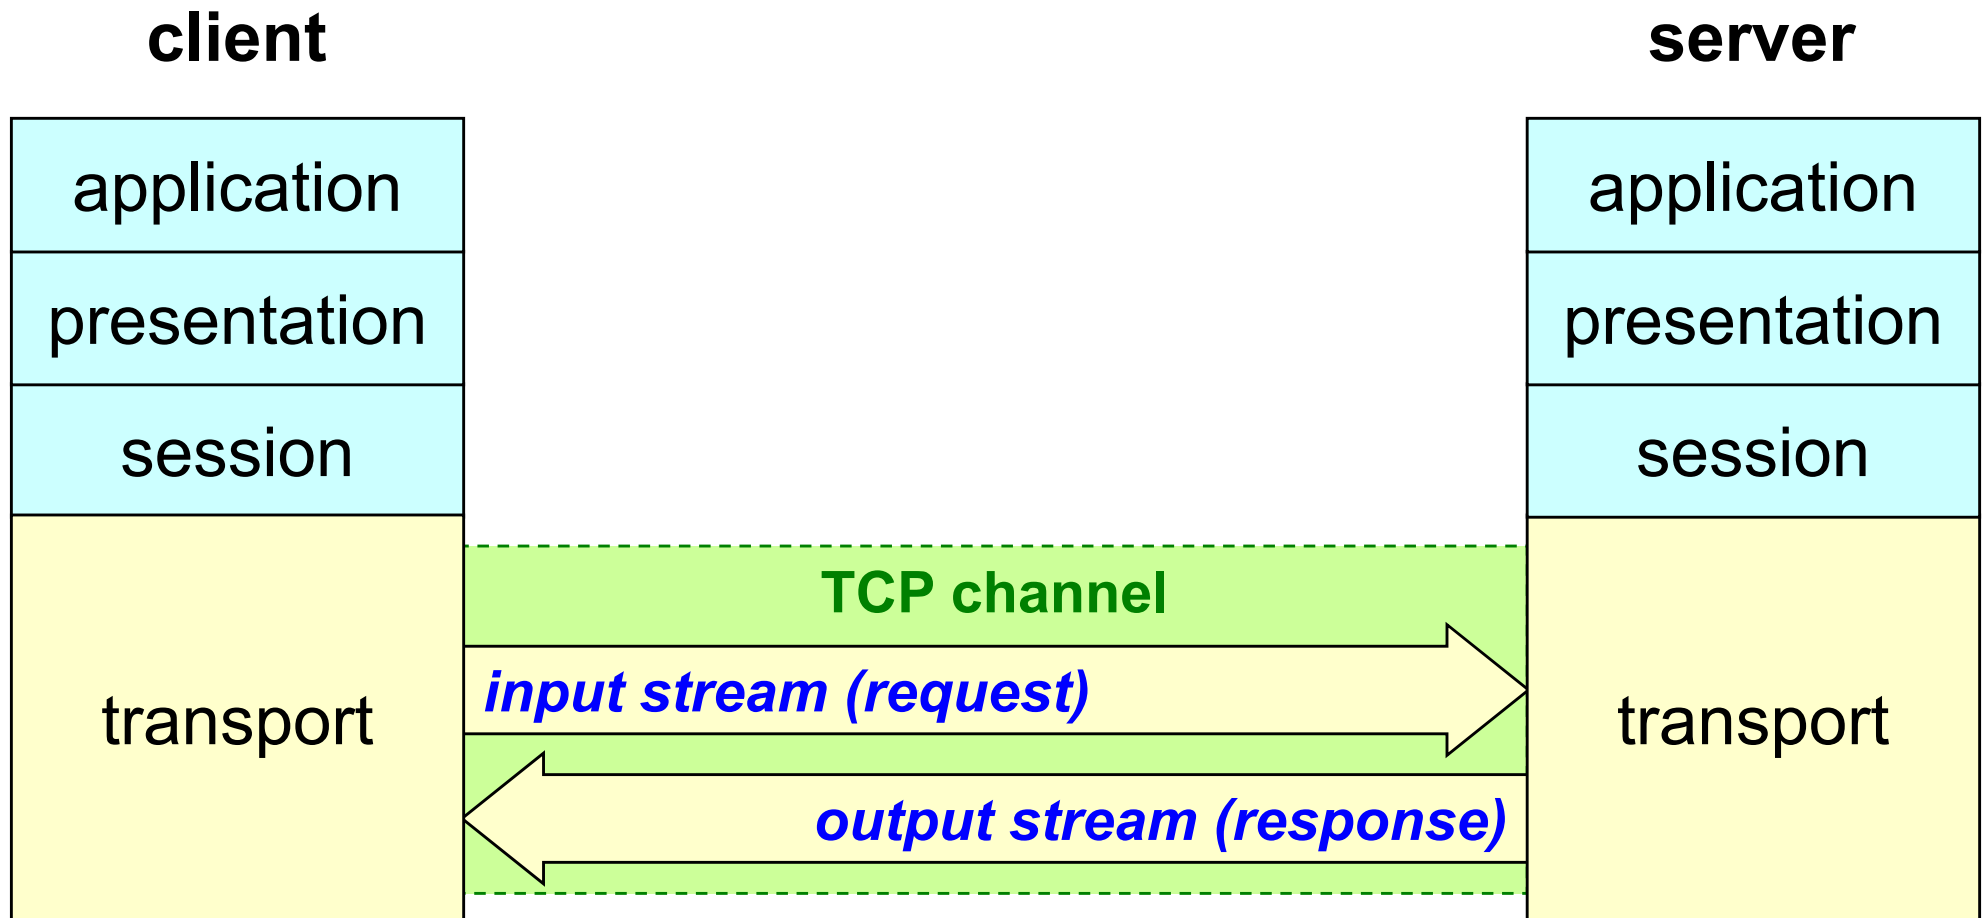 client
server
application
application
presentation
presentation
session
session
TCP channel
input stream (request)
transport
transport
output stream (response)